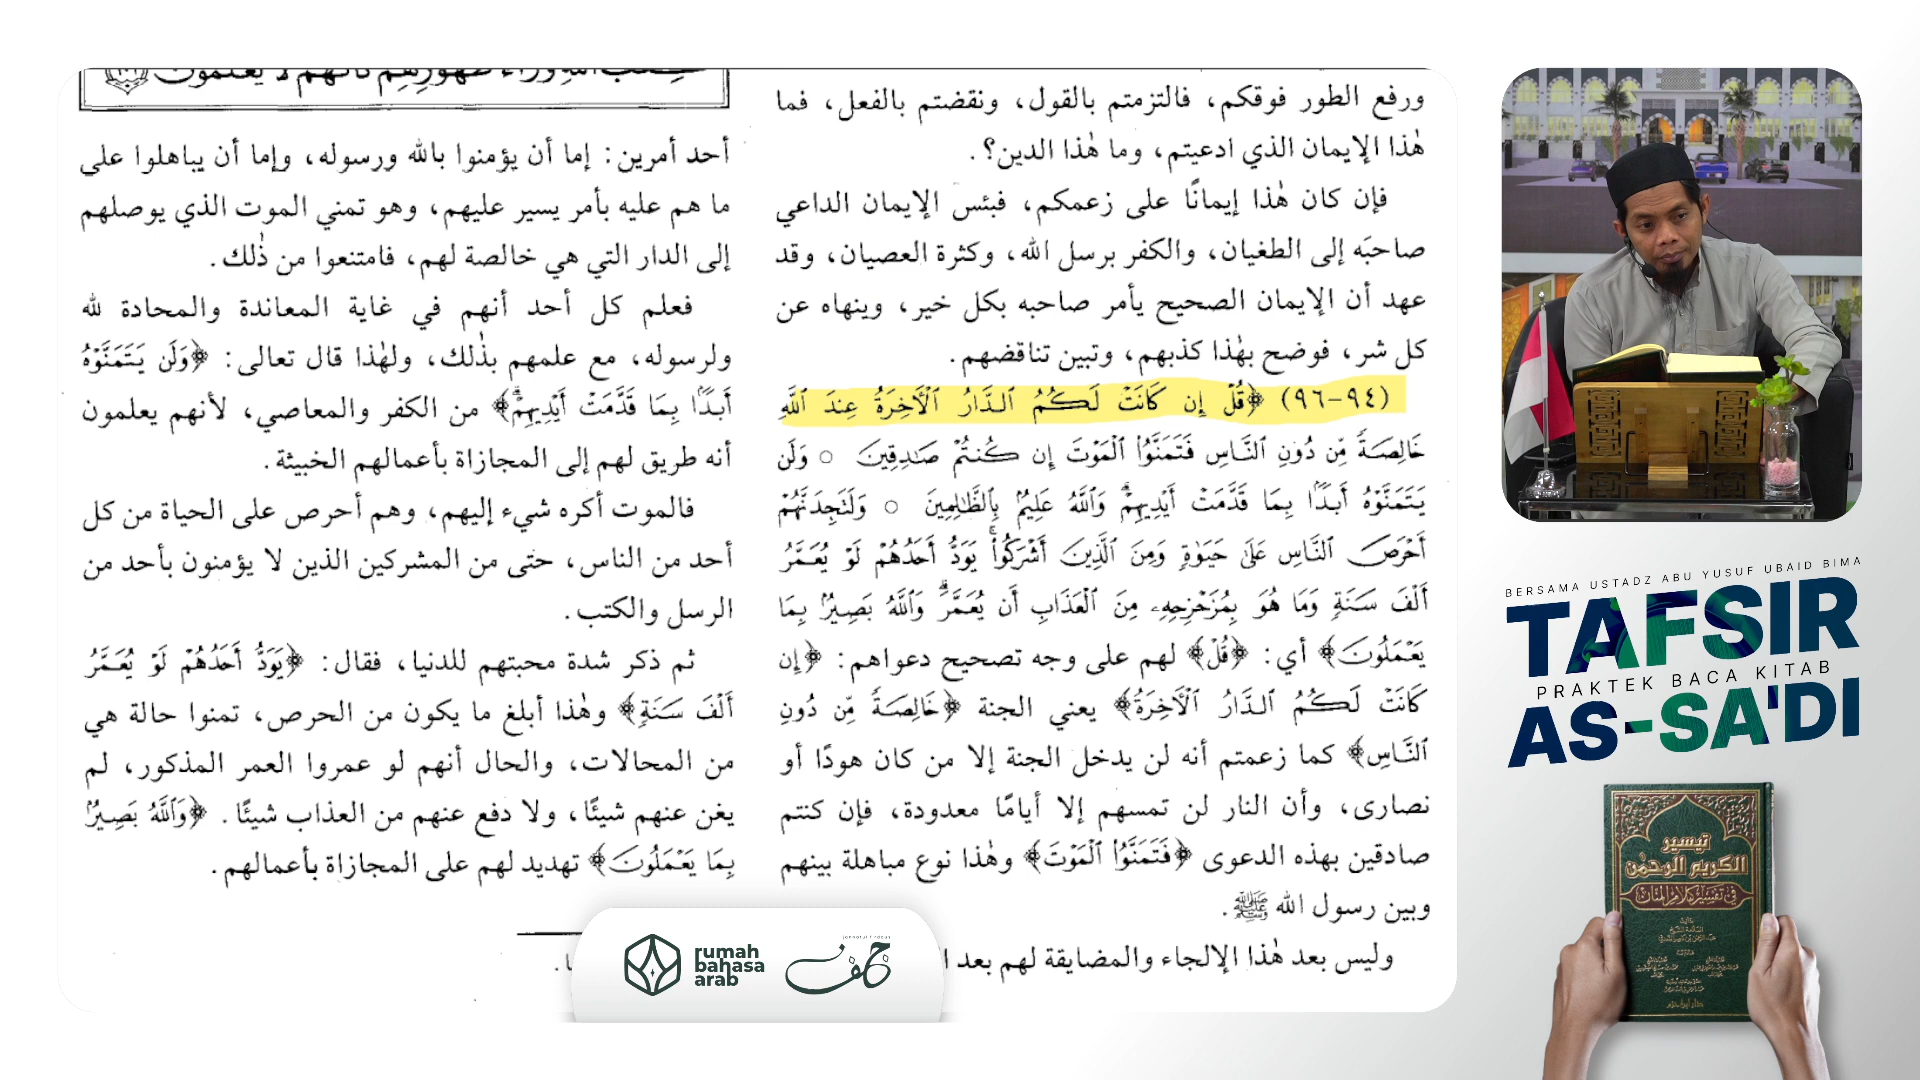 ورفع الطور فوقكم، فالتزمتم بالقول، ونقضتم بالفعل، فما
هٰذا الإيمان الذي ادعيتم، وما هٰذا الدين؟.
فإن كان هٰذا إيمانًا على زعمكم، فبئس الإيمان الداعي
صاحبَه إلى الطغيان، والكفر برسل الله، وكثرة العصيان، وقد
عهد أن الإيمان الصحيح يأمر صاحبه بكل خير، وينهاه عن
كل شر، فوضح بهٰذا كذبهم، وتبين تناقضهم.
(٩٤-٩٦) ﴿قُلْ إِن كَانَتْ لَكُمُ الدَّارُ الْآخِرَةُ عِندَ اللَّهِ
خَالِصَةً مِّن دُونِ النَّاسِ فَتَمَنَّوُا الْمَوْتَ إِن كُنتُمْ صَادِقِينَ ○ وَلَن
يَتَمَنَّوْهُ أَبَدًا بِمَا قَدَّمَتْ أَيْدِيهِمْ وَاللَّهُ عَلِيمٌ بِالظَّالِمِينَ ○ وَلَتَجِدَنَّهُمْ
أَحْرَصَ النَّاسِ عَلَىٰ حَيَوٰةٍ وَمِنَ الَّذِينَ أَشْرَكُوا يَوَدُّ أَحَدُهُمْ لَوْ يُعَمَّرُ
أَلْفَ سَنَةٍ وَمَا هُوَ بِمُزَحْزِحِهِ مِنَ الْعَذَابِ أَن يُعَمَّرَ وَاللَّهُ بَصِيرٌ بِمَا
يَعْمَلُونَ﴾ أي: ﴿قُلْ﴾ لهم على وجه تصحيح دعواهم: ﴿إِن
كَانَتْ لَكُمُ الدَّارُ الْآخِرَةُ﴾ يعني الجنة ﴿خَالِصَةً مِّن دُونِ
النَّاسِ﴾ كما زعمتم أنه لن يدخل الجنة إلا من كان هودًا أو
نصارى، وأن النار لن تمسهم إلا أيامًا معدودة، فإن كنتم
صادقين بهذه الدعوى ﴿فَتَمَنَّوُا الْمَوْتَ﴾ وهٰذا نوع مباهلة بينهم
وبين رسول الله ﷺ.
وليس بعد هٰذا الإلجاء والمضايقة لهم بعد
أحد أمرين: إما أن يؤمنوا بالله ورسوله، وإما أن يباهلوا على
ما هم عليه بأمر يسير عليهم، وهو تمني الموت الذي يوصلهم
إلى الدار التي هي خالصة لهم، فامتنعوا من ذٰلك.
فعلم كل أحد أنهم في غاية المعاندة والمحادة لله
ولرسوله، مع علمهم بذٰلك، ولهٰذا قال تعالى: ﴿وَلَن يَتَمَنَّوْهُ
أَبَدًا بِمَا قَدَّمَتْ أَيْدِيهِمْ﴾ من الكفر والمعاصي، لأنهم يعلمون
أنه طريق لهم إلى المجازاة بأعمالهم الخبيثة.
فالموت أكره شيء إليهم، وهم أحرص على الحياة من كل
أحد من الناس، حتى من المشركين الذين لا يؤمنون بأحد من
الرسل والكتب.
ثم ذكر شدة محبتهم للدنيا، فقال: ﴿يَوَدُّ أَحَدُهُمْ لَوْ يُعَمَّرُ
أَلْفَ سَنَةٍ﴾ وهٰذا أبلغ ما يكون من الحرص، تمنوا حالة هي
من المحالات، والحال أنهم لو عمروا العمر المذكور، لم
يغن عنهم شيئًا، ولا دفع عنهم من العذاب شيئًا. ﴿وَاللَّهُ بَصِيرٌ
بِمَا يَعْمَلُونَ﴾ تهديد لهم على المجازاة بأعمالهم.
rumah
bahasa
arab
BERSAMA USTADZ ABU YUSUF UBAID BIMA
TAFSIR
PRAKTEK BACA KITAB
AS-SA'DI
تيسير
الكريم الرحمٰن
في تفسير كلام المنان